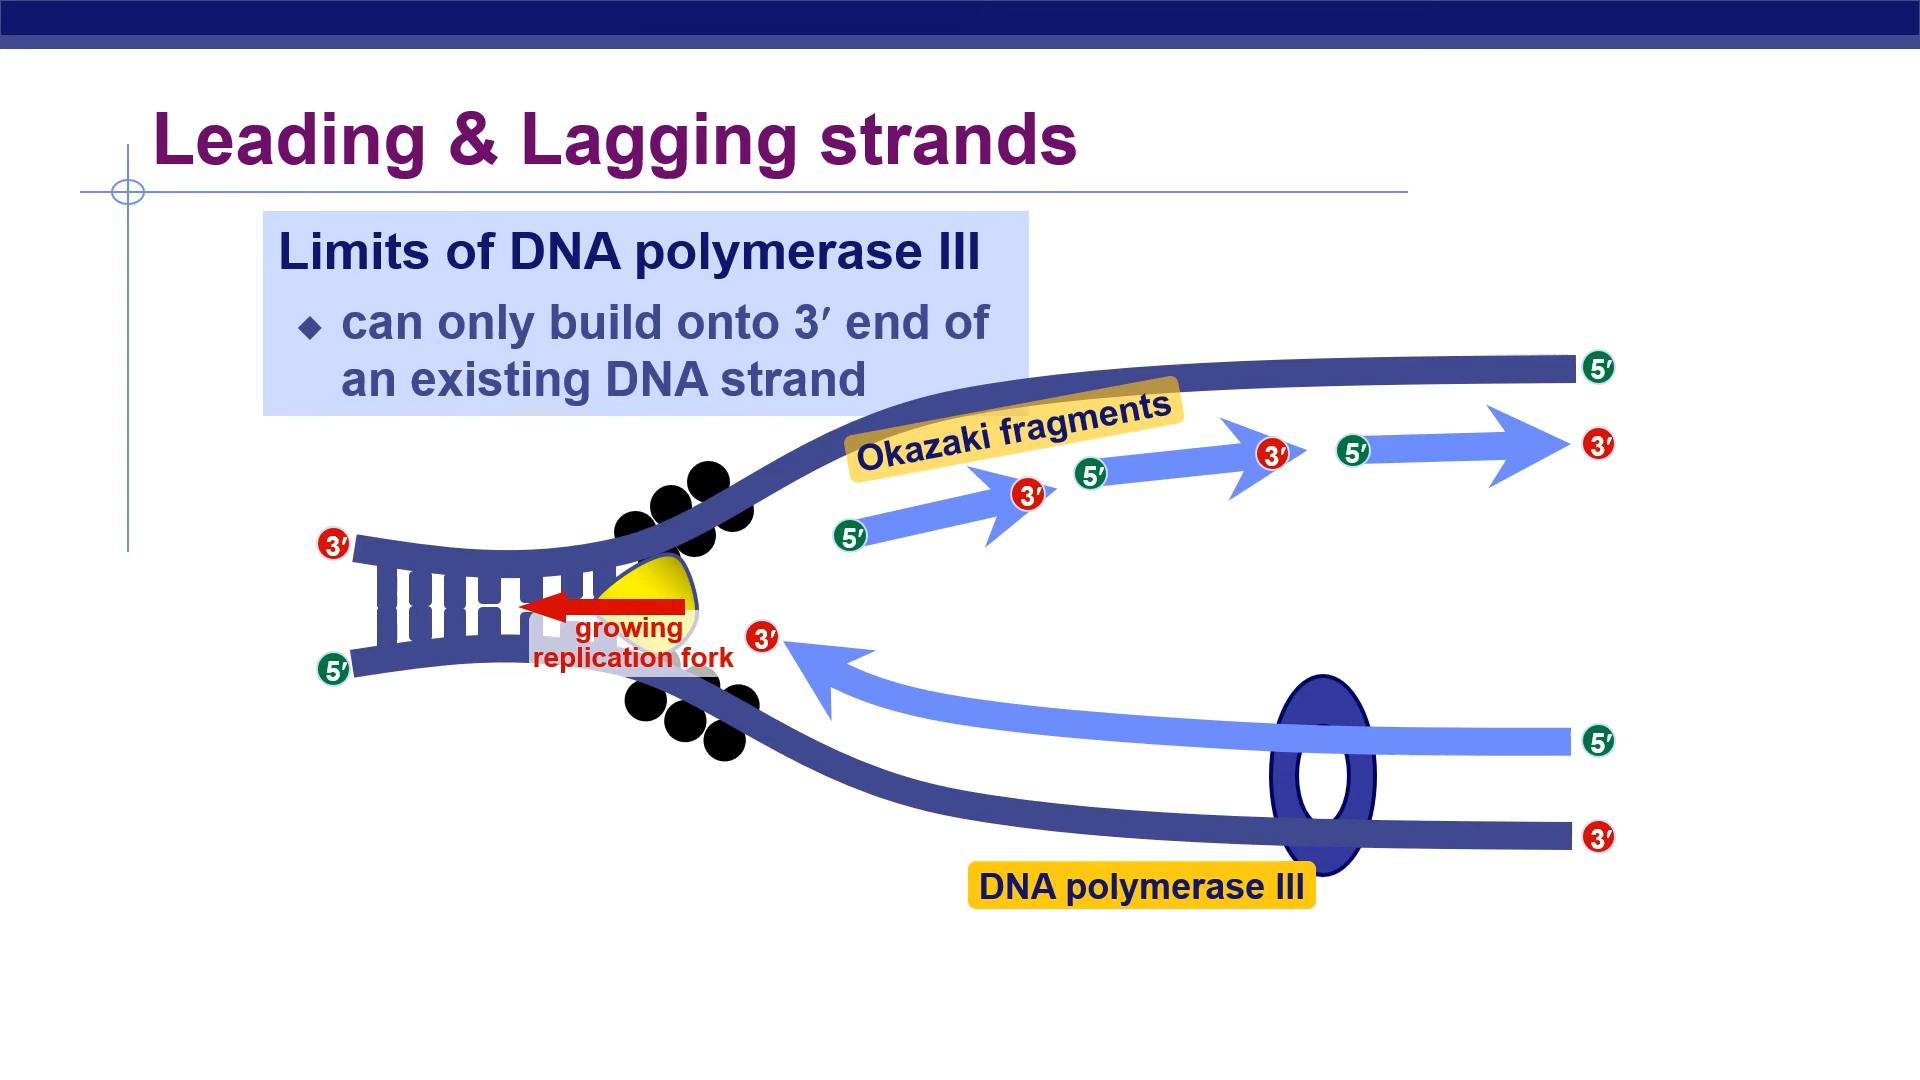 Leading & Lagging strands
Limits of DNA polymerase III
◆ can only build onto 3′ end of
an existing DNA strand
5′
Okazaki fragments
3′
5′
3′
5′
3′
5′
3′
3′
growing
replication fork
3′
5′
5′
3′
DNA polymerase III